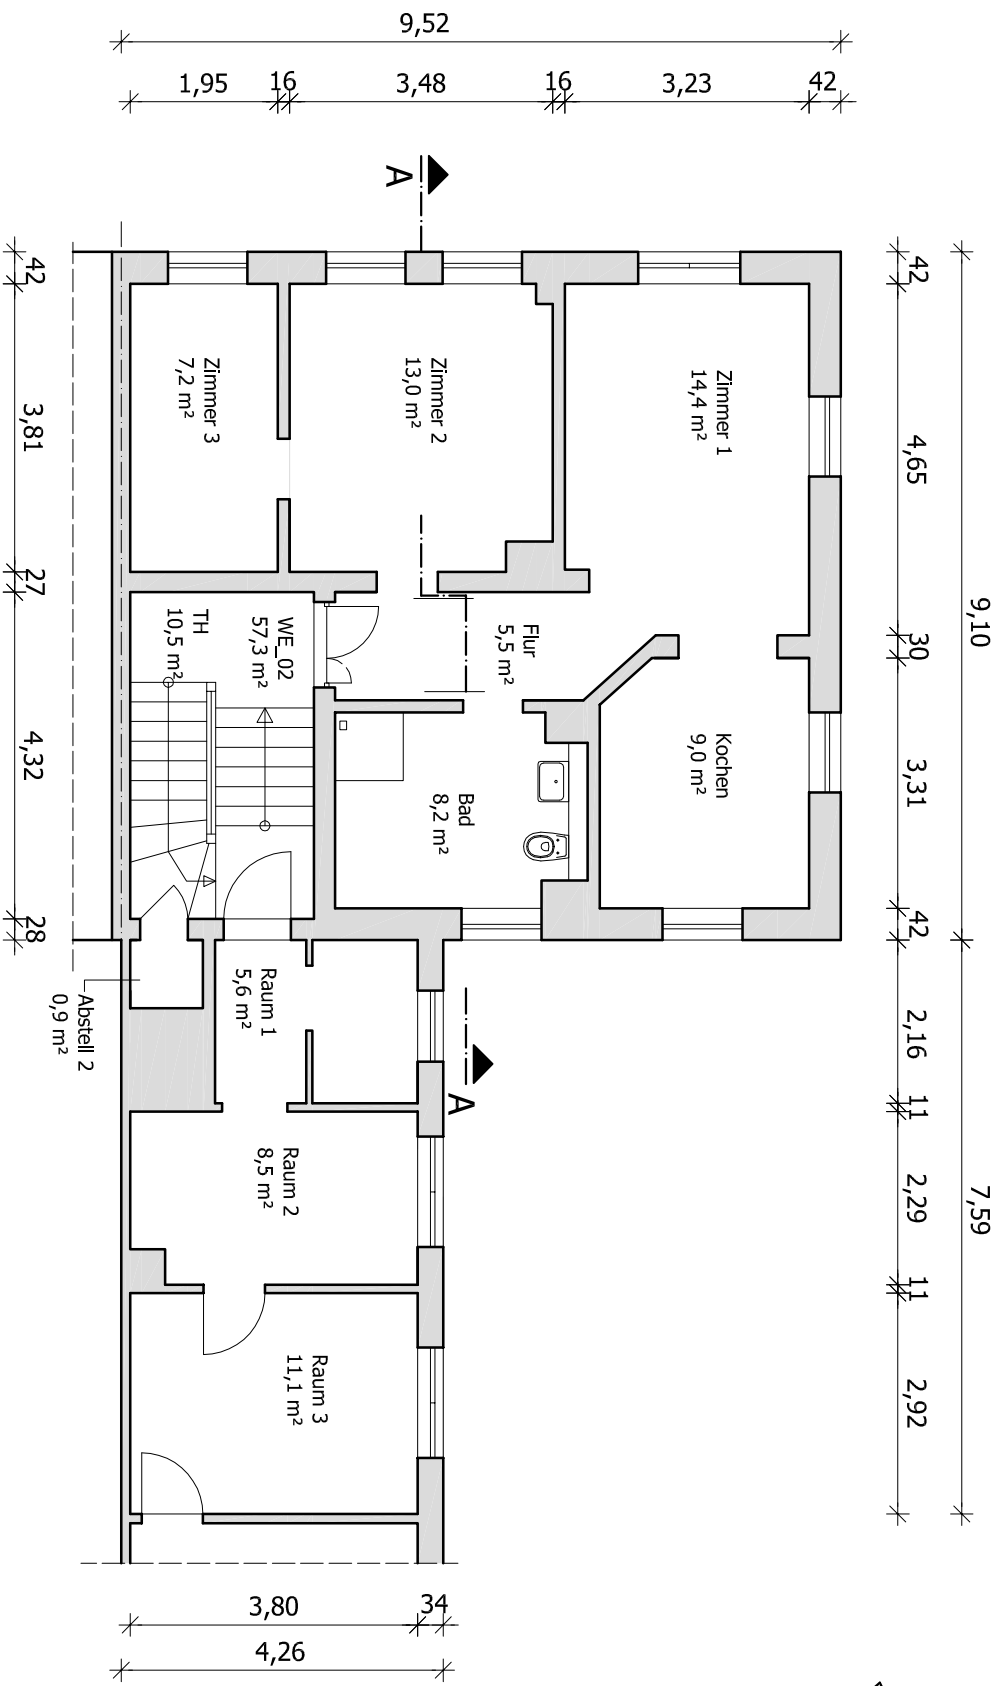 9,52
1,95
16
3,48
16
3,23
42
A
42
3,81
27
4,32
28
42
4,65
30
3,31
42
2,16
11
2,29
11
2,92
9,10
7,59
Zimmer 3
7,2 m²
Zimmer 2
13,0 m²
Zimmer 1
14,4 m²
TH
10,5 m²
WE_02
57,3 m²
Flur
5,5 m²
Kochen
9,0 m²
Bad
8,2 m²
Abstell 2
0,9 m²
Raum 1
5,6 m²
A
Raum 2
8,5 m²
Raum 3
11,1 m²
3,80
34
4,26